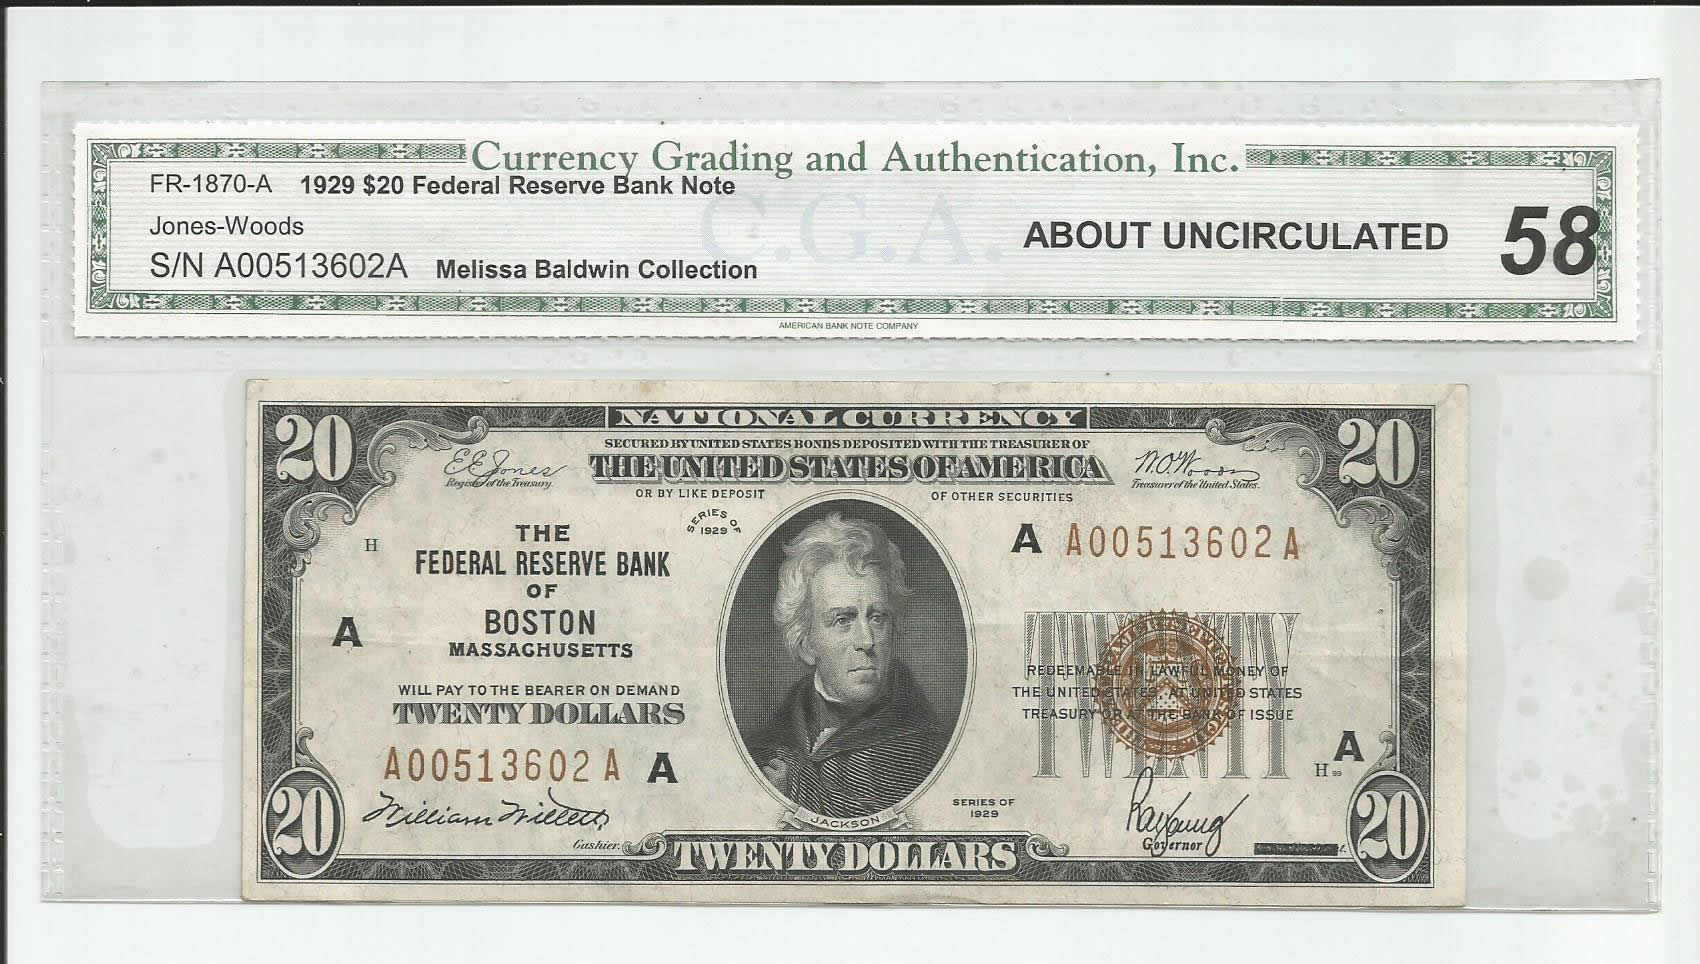 Currency Grading and Authentication, Inc.
FR-1870-A 1929 $20 Federal Reserve Bank Note
C.G.A.
Jones-Woods
ABOUT UNCIRCULATED 58
S/N A00513602A Melissa Baldwin Collection
AMERICAN BANK NOTE COMPANY
NATIONAL CURRENCY
20 20
SECURED BY UNITED STATES BONDS DEPOSITED WITH THE TREASURER OF
E E Jones
Register of the Treasury.
THE UNITED STATES OF AMERICA
W.O. Woods
Treasurer of the United States.
OR BY LIKE DEPOSIT OF OTHER SECURITIES
SERIES OF
1929
THE
FEDERAL RESERVE BANK
OF
BOSTON
MASSACHUSETTS
H
A
A A00513602A
WILL PAY TO THE BEARER ON DEMAND
TWENTY DOLLARS
TWENTY
REDEEMABLE IN LAWFUL MONEY OF
THE UNITED STATES AT UNITED STATES
TREASURY OR AT THE BANK OF ISSUE
A00513602A A
A
H 99
William Willett
Cashier.
JACKSON
SERIES OF
1929
Governor
20 20
TWENTY DOLLARS